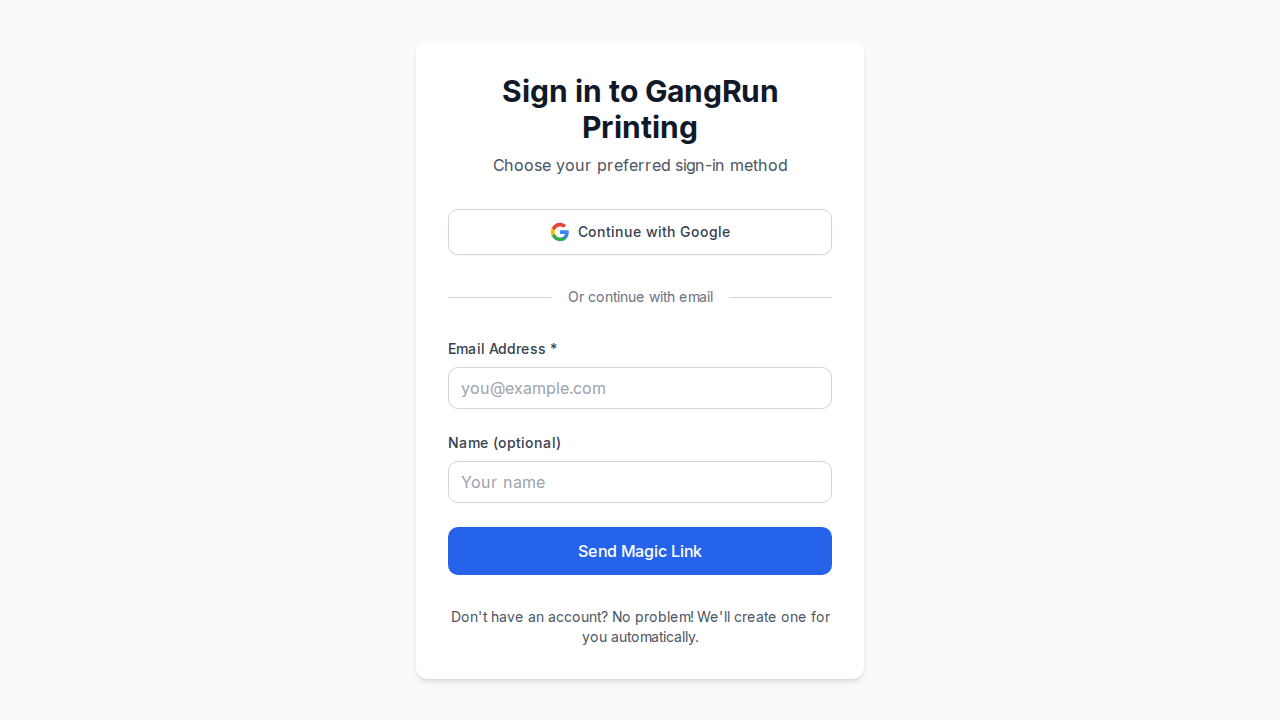 Sign in to GangRun
Printing
Choose your preferred sign-in method
Continue with Google
Or continue with email
Email Address *
you@example.com
Name (optional)
Your name
Send Magic Link
Don't have an account? No problem! We'll create one for
you automatically.